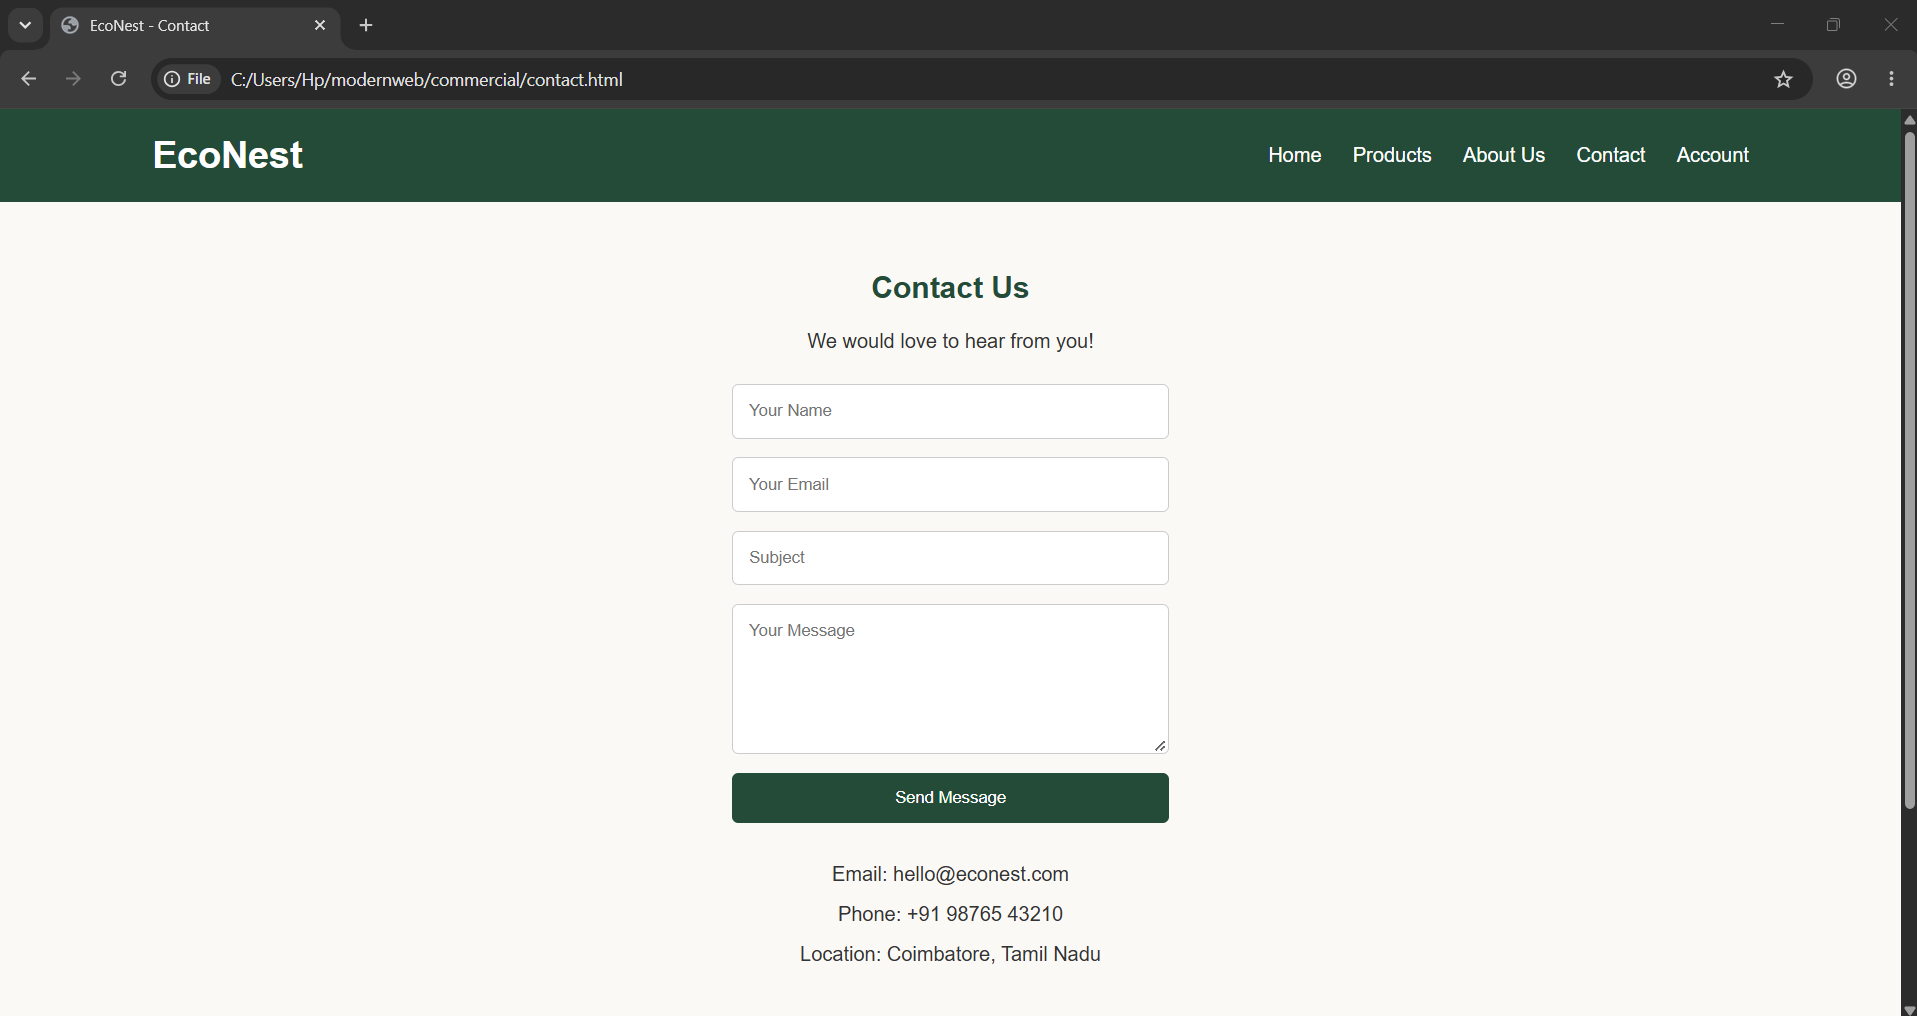 EcoNest - Contact
File C:/Users/Hp/modernweb/commercial/contact.html
EcoNest
Home Products About Us Contact Account
Contact Us
We would love to hear from you!
Your Name
Your Email
Subject
Your Message
Send Message
Email: hello@econest.com
Phone: +91 98765 43210
Location: Coimbatore, Tamil Nadu